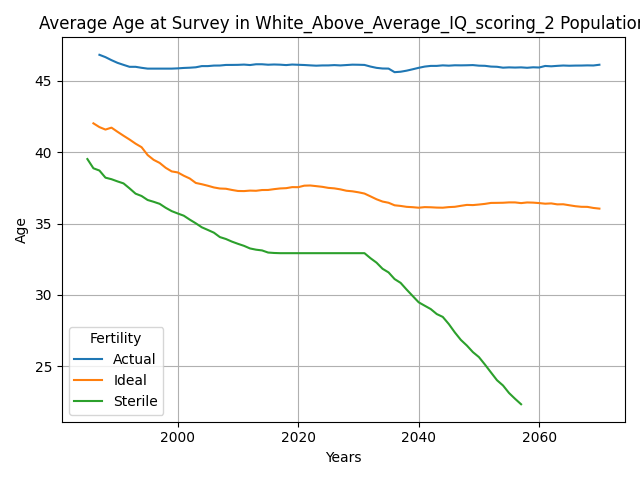 Average Age at Survey in White_Above_Average_IQ_scoring_2 Population
Age
45
40
35
30
25
Fertility
Actual
Ideal
Sterile
2000 2020 2040 2060
Years